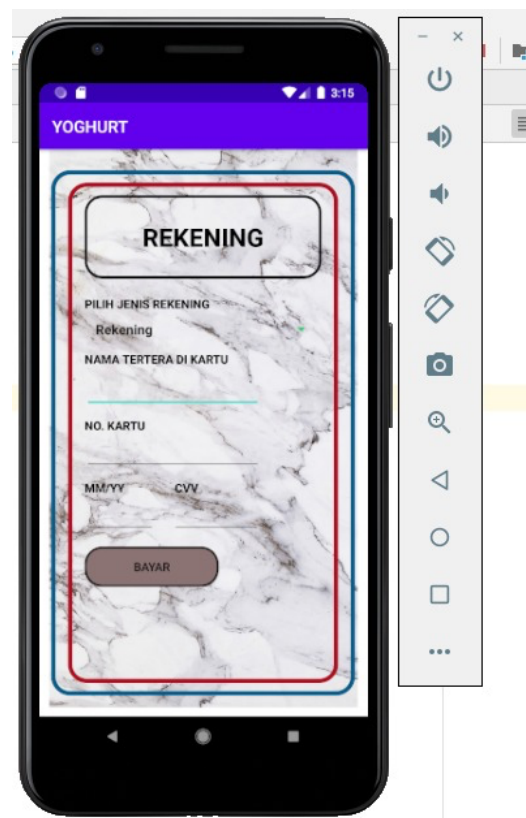 3:15
YOGHURT
REKENING
PILIH JENIS REKENING
Rekening
NAMA TERTERA DI KARTU
NO. KARTU
MM/YY CVV
BAYAR